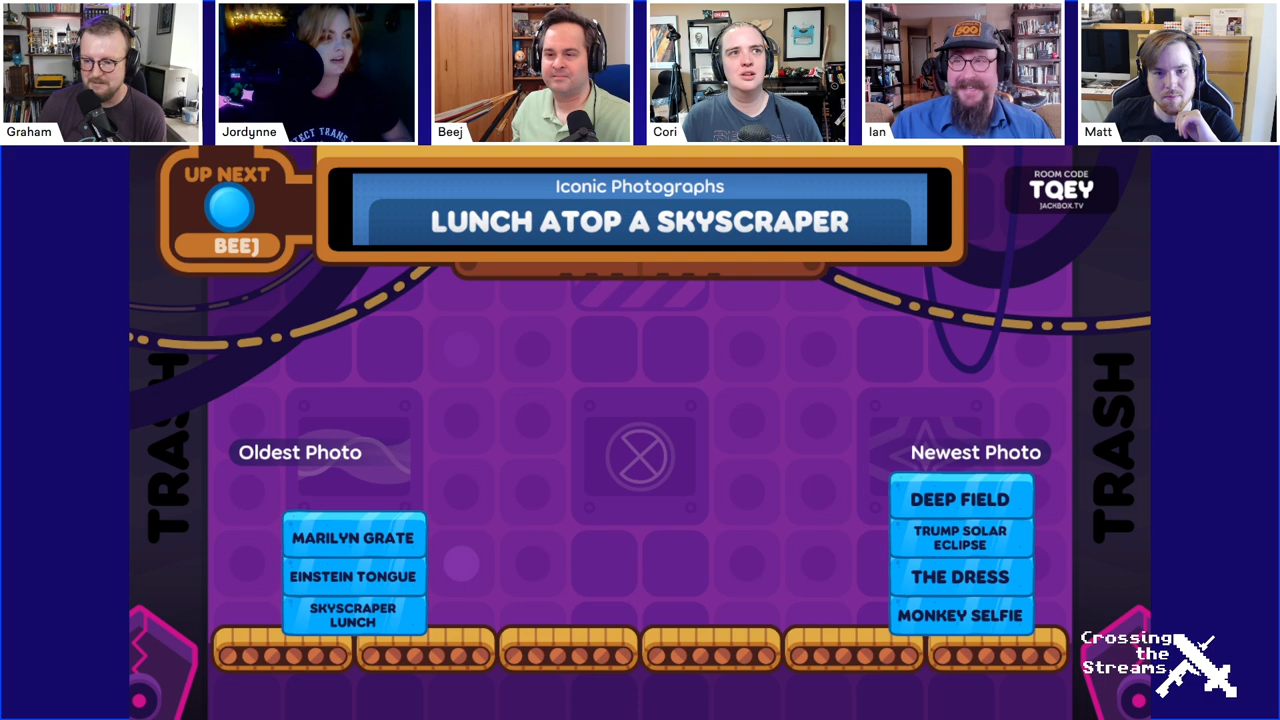 Graham
Jordynne
Beej
Cori
Ian
Matt
UP NEXT
BEEJ
Iconic Photographs
LUNCH ATOP A SKYSCRAPER
ROOM CODE
TQEY
JACKBOX.TV
TRASH
TRASH
Oldest Photo
Newest Photo
MARILYN GRATE
EINSTEIN TONGUE
SKYSCRAPER
LUNCH
DEEP FIELD
TRUMP SOLAR
ECLIPSE
THE DRESS
MONKEY SELFIE
Crossing
the
Streams